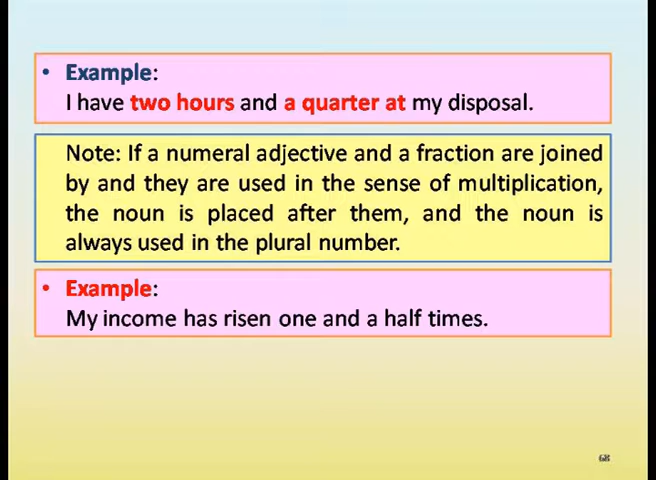 • Example:
I have two hours and a quarter at my disposal.
Note: If a numeral adjective and a fraction are joined
by and they are used in the sense of multiplication,
the noun is placed after them, and the noun is
always used in the plural number.
• Example:
My income has risen one and a half times.
68